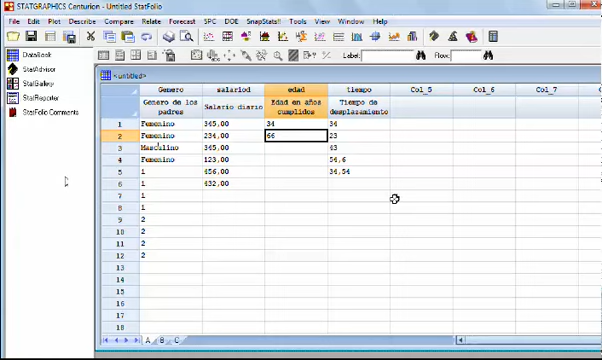 STATGRAPHICS Centurion - Untitled StatFolio
File Edit Plot Describe Compare Relate Forecast SPC DOE SnapStats!! Tools View Window Help
Label: Row:
DataBook
StatAdvisor
StatGallery
StatReporter
StatFolio Comments
<untitled>
Genero salariod edad tiempo Col_5 Col_6 Col_7
Genero de los padres Salario diario Edad en años cumplidos Tiempo de desplazamiento
1 Femenino 345,00 34 34
2 Femenino 234,00 66 23
3 Masculino 345,00 43
4 Femenino 123,00 54,6
5 1 456,00 34,54
6 1 432,00
7 1
8 1
9 2
10 2
11 2
12 2
13
14
15
16
17
18
A B C